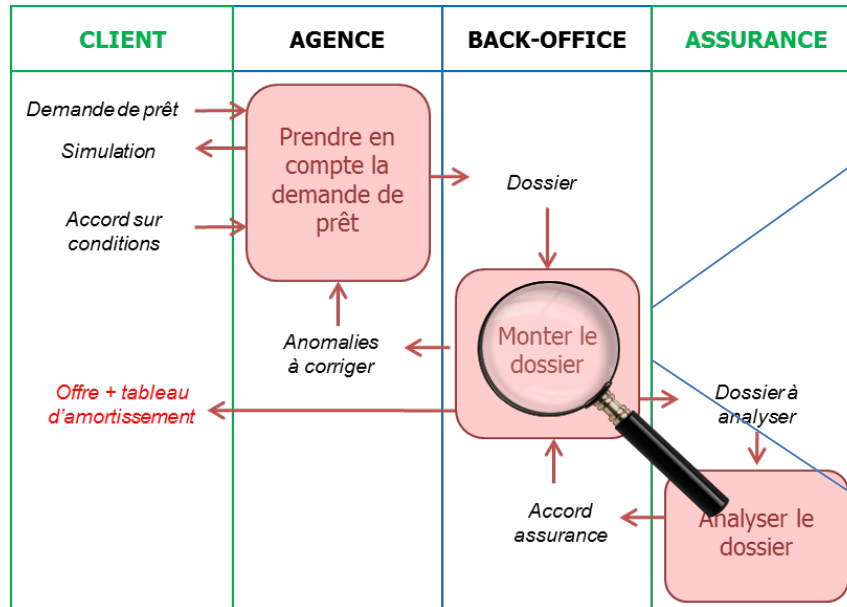 CLIENT
AGENCE
BACK-OFFICE
ASSURANCE
Demande de prêt
Simulation
Accord sur
conditions
Prendre en
compte la
demande de
prêt
Dossier
Monter le
dossier
Anomalies
à corriger
Offre + tableau
d'amortissement
Dossier à
analyser
Accord
assurance
Analyser le
dossier